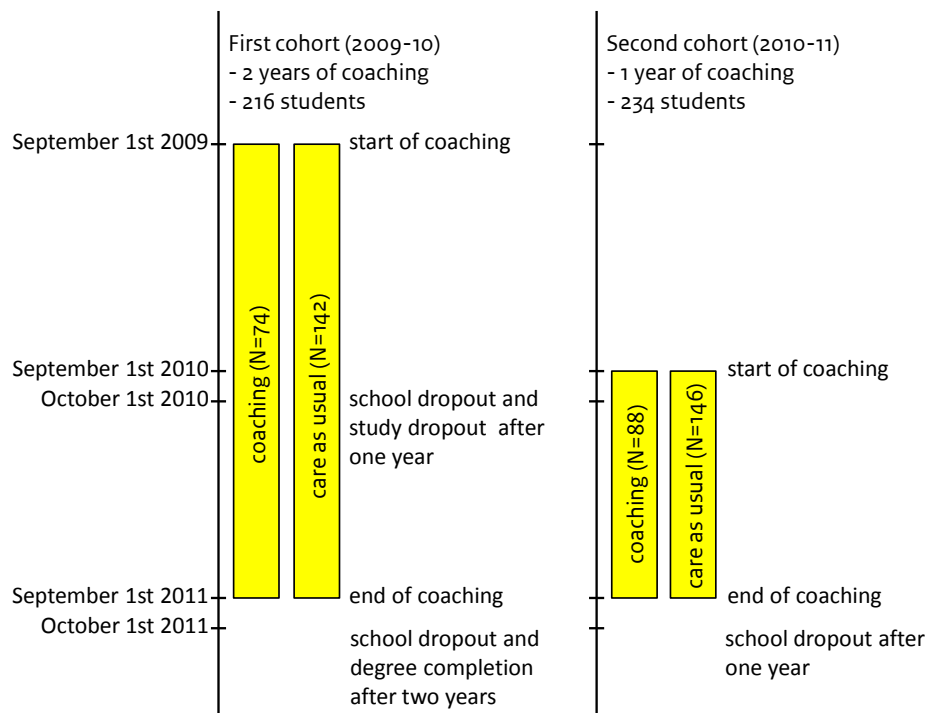 First cohort (2009-10)
- 2 years of coaching
- 216 students
Second cohort (2010-11)
- 1 year of coaching
- 234 students
September 1st 2009
start of coaching
coaching (N=74)
care as usual (N=142)
September 1st 2010
start of coaching
October 1st 2010
school dropout and
study dropout after
one year
coaching (N=88)
care as usual (N=146)
September 1st 2011
end of coaching
end of coaching
October 1st 2011
school dropout and
degree completion
after two years
school dropout after
one year